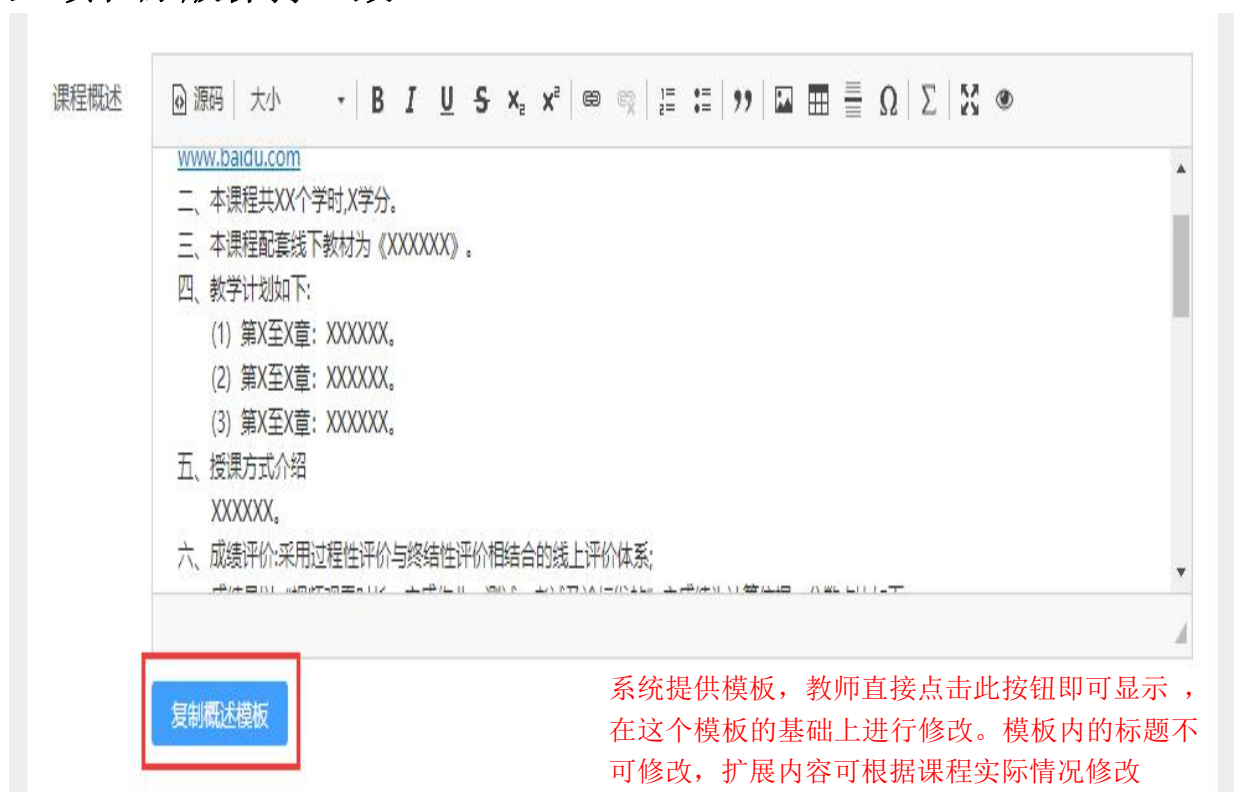 课程概述
源码 大小 B I U S x₂ x² Ω Σ
www.baidu.com
二、本课程共XX个学时,X学分。
三、本课程配套线下教材为《XXXXXX》。
四、教学计划如下:
(1) 第X至X章：XXXXXX。
(2) 第X至X章：XXXXXX。
(3) 第X至X章：XXXXXX。
五、授课方式介绍
XXXXXX。
六、成绩评价:采用过程性评价与终结性评价相结合的线上评价体系;
复制概述模板
系统提供模板，教师直接点击此按钮即可显示 ，
在这个模板的基础上进行修改。模板内的标题不
可修改，扩展内容可根据课程实际情况修改